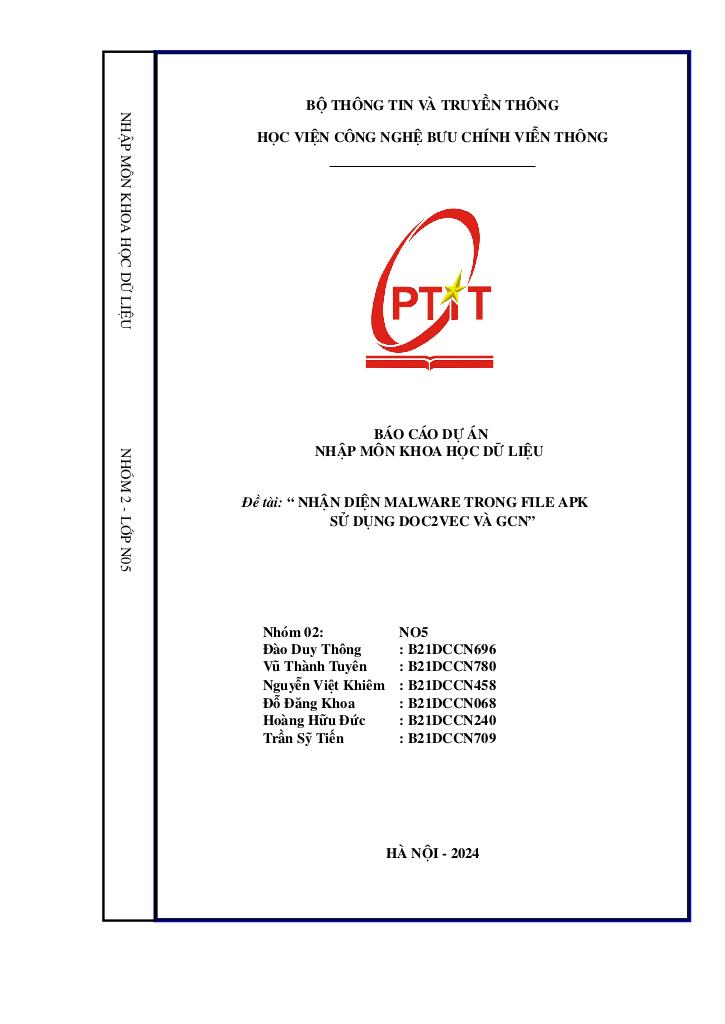 NHẬP MÔN KHOA HỌC DỮ LIỆU
NHÓM 2 - LỚP N05
BỘ THÔNG TIN VÀ TRUYỀN THÔNG
HỌC VIỆN CÔNG NGHỆ BƯU CHÍNH VIỄN THÔNG
PTIT
BÁO CÁO DỰ ÁN
NHẬP MÔN KHOA HỌC DỮ LIỆU
Đề tài: “ NHẬN DIỆN MALWARE TRONG FILE APK
SỬ DỤNG DOC2VEC VÀ GCN”
Nhóm 02: NO5
Đào Duy Thông : B21DCCN696
Vũ Thành Tuyên : B21DCCN780
Nguyễn Việt Khiêm : B21DCCN458
Đỗ Đăng Khoa : B21DCCN068
Hoàng Hữu Đức : B21DCCN240
Trần Sỹ Tiến : B21DCCN709
HÀ NỘI - 2024